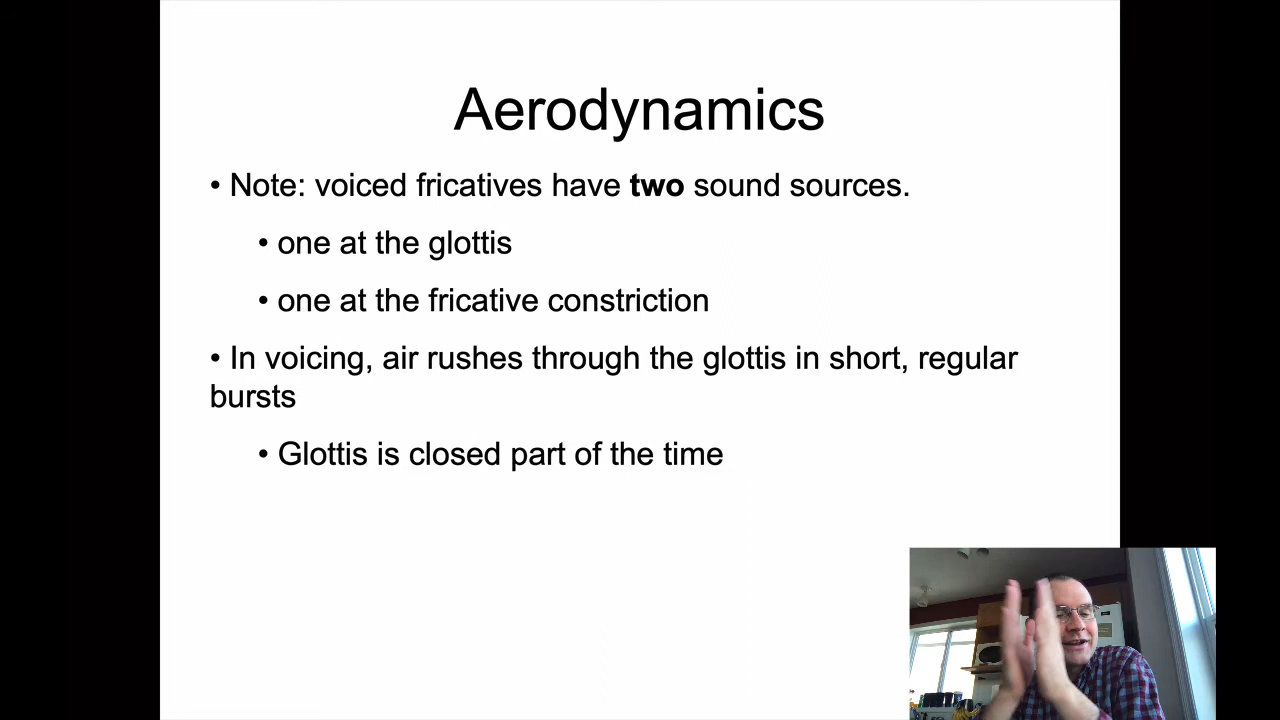 Aerodynamics
• Note: voiced fricatives have two sound sources.
• one at the glottis
• one at the fricative constriction
• In voicing, air rushes through the glottis in short, regular
bursts
• Glottis is closed part of the time